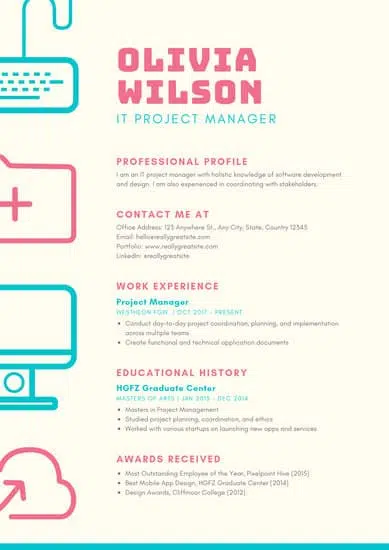 OLIVIA
WILSON
IT PROJECT MANAGER
PROFESSIONAL PROFILE
I am an IT project manager with holistic knowledge of software development
and design. I am also experienced in coordinating with stakeholders.
CONTACT ME AT
Office Address: 123 Anywhere St., Any City, State, Country 12345
Email: hello@reallygreatsite.com
Portfolio: www.reallygreatsite.com
LinkedIn: @reallygreatsite
WORK EXPERIENCE
Project Manager
WESTHEON FGW. | OCT 2017 - PRESENT
• Conduct day-to-day project coordination, planning, and implementation
across multiple teams
• Create functional and technical application documents
EDUCATIONAL HISTORY
HGFZ Graduate Center
MASTERS OF ARTS | JAN 2013 - DEC 2014
• Masters in Project Management
• Studied project planning, coordination, and ethics
• Worked with various startups on launching new apps and services
AWARDS RECEIVED
• Most Outstanding Employee of the Year, Pixelpoint Hive (2015)
• Best Mobile App Design, HGFZ Graduate Center (2014)
• Design Awards, Cliffmoor College (2012)